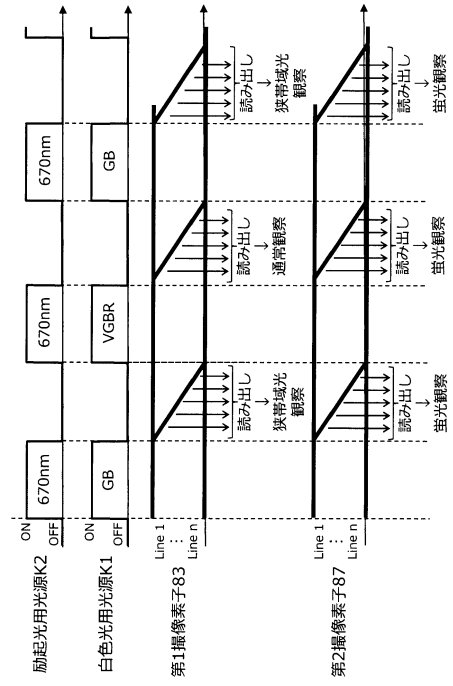 励起光用光源K2
ON
OFF
670nm
670nm
670nm
白色光用光源K1
ON
OFF
GB
VGBR
GB
第1撮像素子83
Line 1
⋮
Line n
読み出し
狭帯域光
観察
読み出し
通常観察
読み出し
狭帯域光
観察
第2撮像素子87
Line 1
⋮
Line n
読み出し
蛍光観察
読み出し
蛍光観察
読み出し
蛍光観察